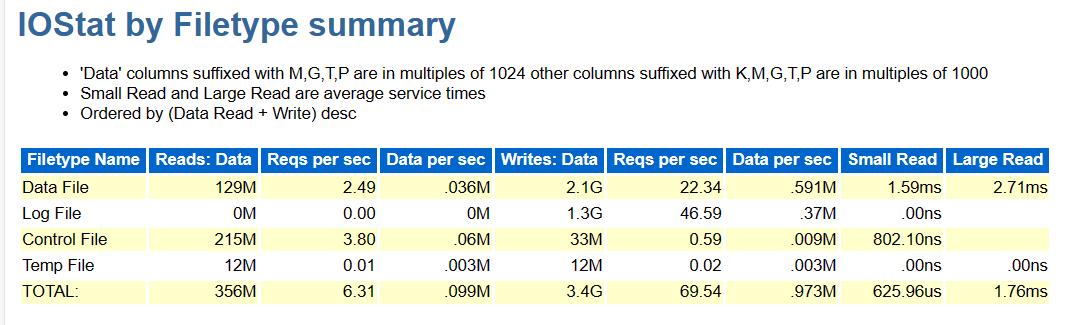 IOStat by Filetype summary
'Data' columns suffixed with M,G,T,P are in multiples of 1024 other columns suffixed with K,M,G,T,P are in multiples of 1000
Small Read and Large Read are average service times
Ordered by (Data Read + Write) desc
Filetype Name Reads: Data Reqs per sec Data per sec Writes: Data Reqs per sec Data per sec Small Read Large Read
Data File 129M 2.49 .036M 2.1G 22.34 .591M 1.59ms 2.71ms
Log File 0M 0.00 0M 1.3G 46.59 .37M .00ns
Control File 215M 3.80 .06M 33M 0.59 .009M 802.10ns
Temp File 12M 0.01 .003M 12M 0.02 .003M .00ns .00ns
TOTAL: 356M 6.31 .099M 3.4G 69.54 .973M 625.96us 1.76ms